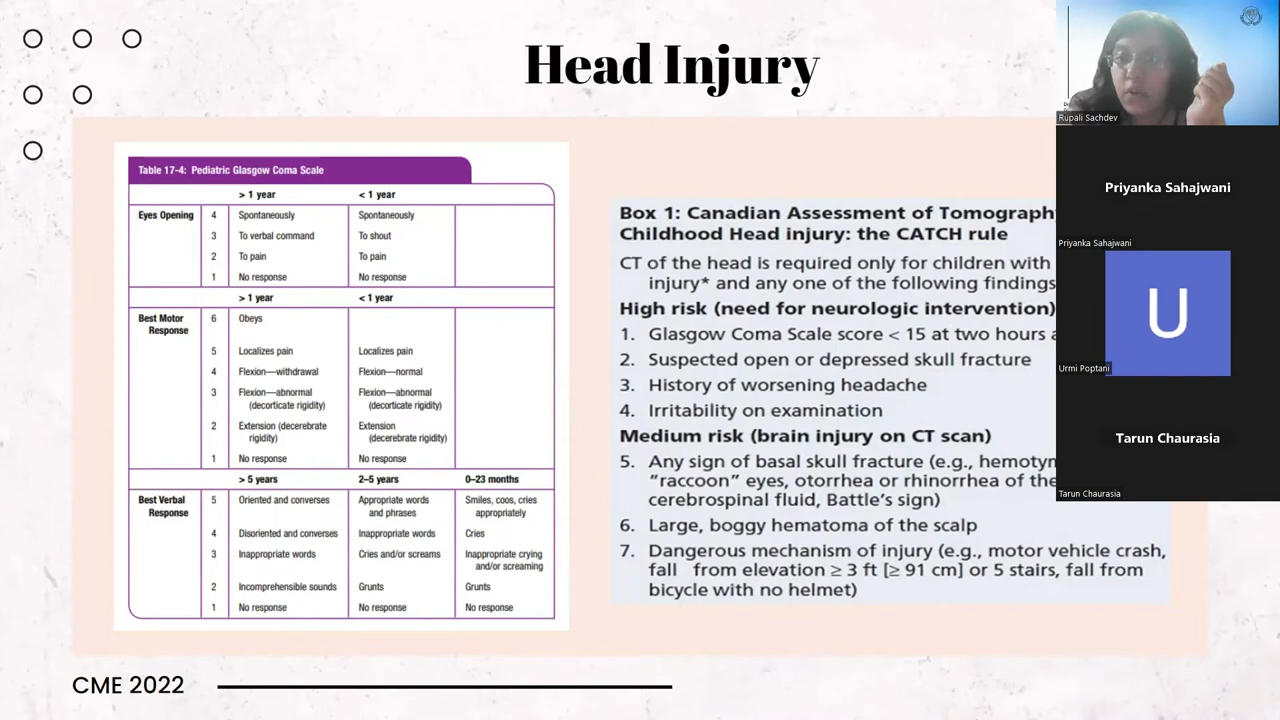 Head Injury
Table 17-4: Pediatric Glasgow Coma Scale
> 1 year < 1 year
Eyes Opening 4 Spontaneously Spontaneously
3 To verbal command To shout
2 To pain To pain
1 No response No response
> 1 year < 1 year
Best Motor Response 6 Obeys
5 Localizes pain Localizes pain
4 Flexion—withdrawal Flexion—normal
3 Flexion—abnormal Flexion—abnormal
(decorticate rigidity) (decorticate rigidity)
2 Extension (decerebrate Extension
rigidity) (decerebrate rigidity)
1 No response No response
> 5 years 2–5 years 0–23 months
Best Verbal Response 5 Oriented and converses Appropriate words Smiles, coos, cries
and phrases appropriately
4 Disoriented and converses Inappropriate words Cries
3 Inappropriate words Cries and/or screams Inappropriate crying
and/or screaming
2 Incomprehensible sounds Grunts Grunts
1 No response No response No response
Box 1: Canadian Assessment of Tomography
Childhood Head injury: the CATCH rule
CT of the head is required only for children with
injury* and any one of the following findings
High risk (need for neurologic intervention)
1. Glasgow Coma Scale score < 15 at two hours
2. Suspected open or depressed skull fracture
3. History of worsening headache
4. Irritability on examination
Medium risk (brain injury on CT scan)
5. Any sign of basal skull fracture (e.g., hemotym
"raccoon" eyes, otorrhea or rhinorrhea of the
cerebrospinal fluid, Battle's sign)
6. Large, boggy hematoma of the scalp
7. Dangerous mechanism of injury (e.g., motor vehicle crash,
fall from elevation ≥ 3 ft [≥ 91 cm] or 5 stairs, fall from
bicycle with no helmet)
CME 2022
Rupali Sachdev
Priyanka Sahajwani
Priyanka Sahajwani
U
Urmi Poptani
Tarun Chaurasia
Tarun Chaurasia